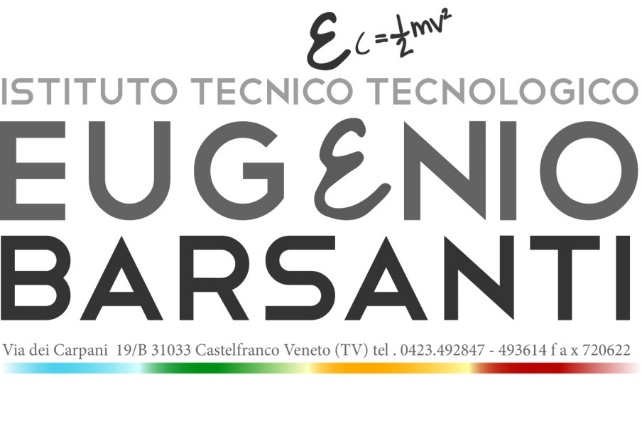 Ec=½mv²
ISTITUTO TECNICO TECNOLOGICO
EUGENIO
BARSANTI
Via dei Carpani 19/B 31033 Castelfranco Veneto (TV) tel . 0423.492847 - 493614 f a x 720622